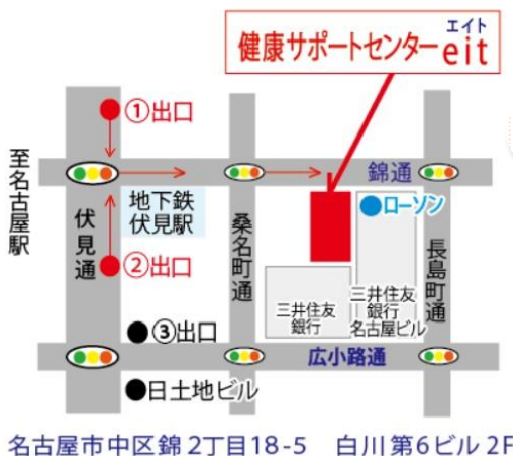 エイト
健康サポートセンターeit
①出口
至名古屋駅
錦通
地下鉄
伏見駅
伏見通
桑名町通
ローソン
長島町通
②出口
三井住友
銀行
三井住友
銀行
名古屋ビル
③出口
広小路通
日土地ビル
名古屋市中区錦2丁目18-5 白川第6ビル2F